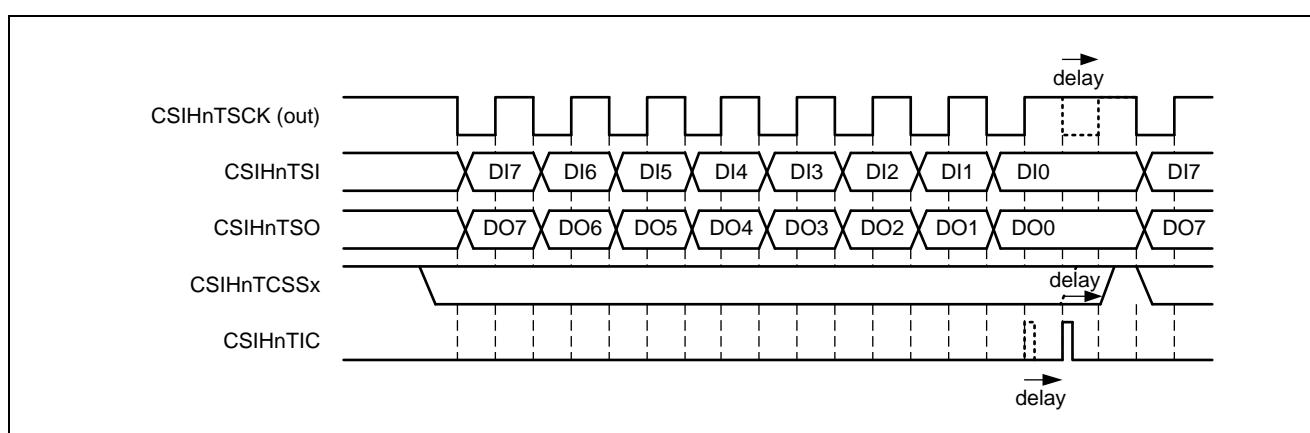 delay
CSIHnTSCK (out)
CSIHnTSI DI7 DI6 DI5 DI4 DI3 DI2 DI1 DI0 DI7
CSIHnTSO DO7 DO6 DO5 DO4 DO3 DO2 DO1 DO0 DO7
CSIHnTCSSx delay
CSIHnTIC
delay